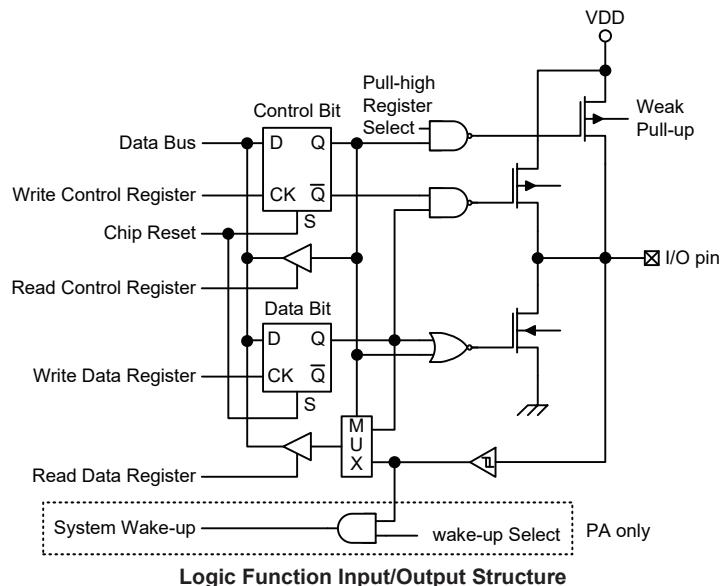 VDD
Pull-high
Register
Select
Weak
Pull-up
Control Bit
Data Bus
D
Q
Write Control Register
CK
Q
S
Chip Reset
I/O pin
Read Control Register
Data Bit
D
Q
Write Data Register
CK
Q
S
M
U
X
Read Data Register
System Wake-up
wake-up Select
PA only
Logic Function Input/Output Structure